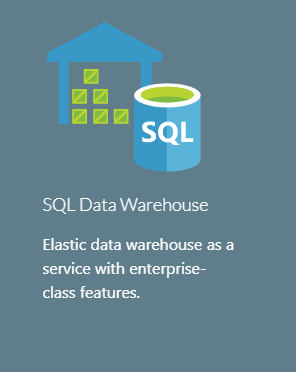 SQL
SQL Data Warehouse
Elastic data warehouse as a
service with enterprise-
class features.